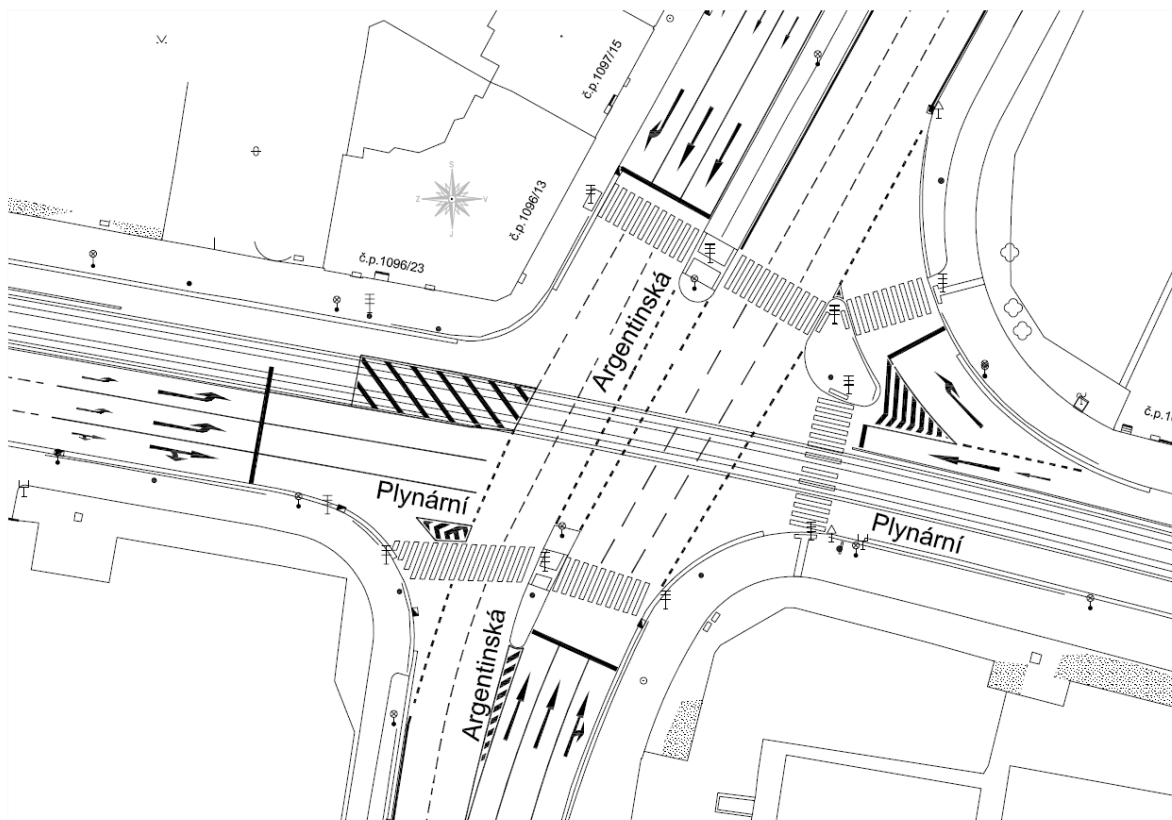 č.p.1097/15
S
Z
V
J
č.p.1096/13
č.p.1096/23
Argentinská
Plynární
Plynární
Argentinská